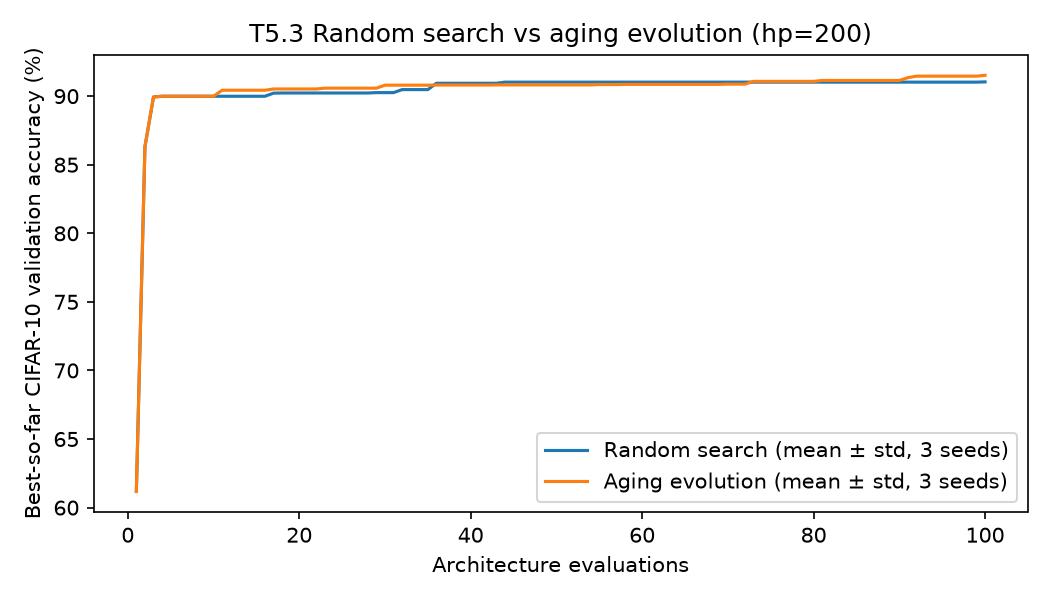 T5.3 Random search vs aging evolution (hp=200)
Best-so-far CIFAR-10 validation accuracy (%)
90
85
80
75
70
65
60
0 20 40 60 80 100
Architecture evaluations
Random search (mean ± std, 3 seeds)
Aging evolution (mean ± std, 3 seeds)